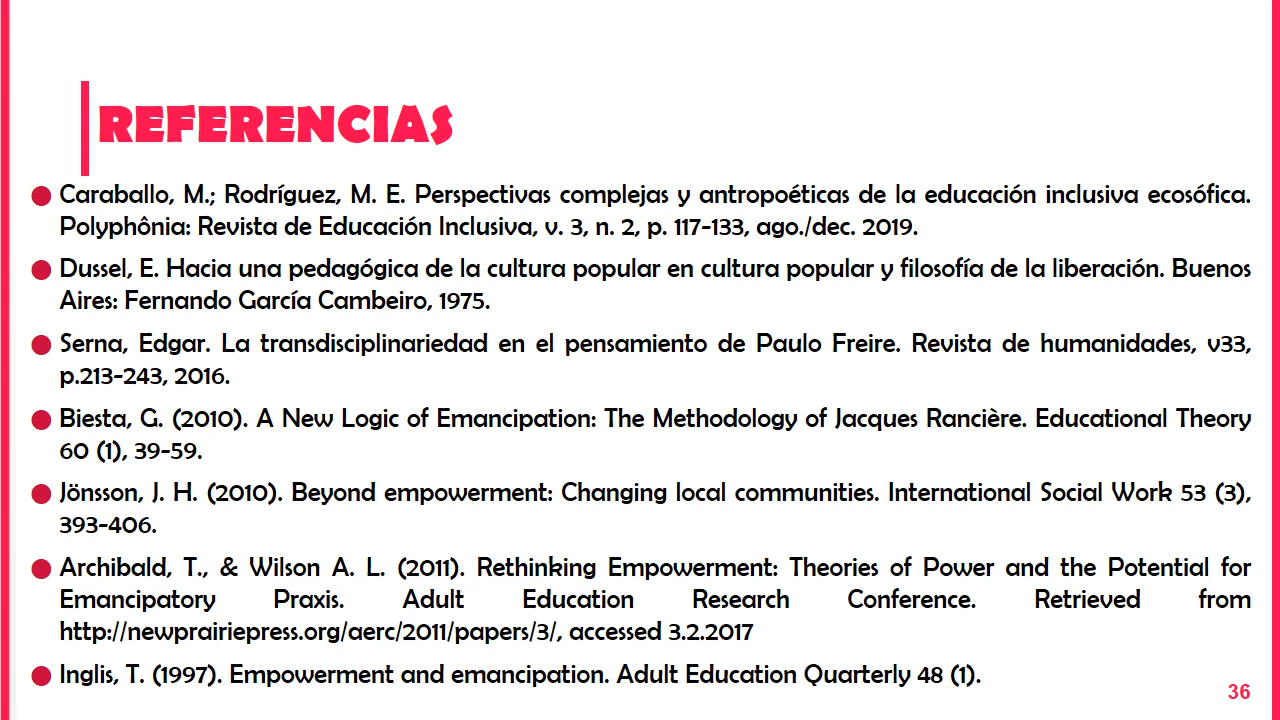 REFERENCIAS
Caraballo, M.; Rodríguez, M. E. Perspectivas complejas y antropoéticas de la educación inclusiva ecosófica.
Polyphônia: Revista de Educación Inclusiva, v. 3, n. 2, p. 117-133, ago./dec. 2019.
Dussel, E. Hacia una pedagógica de la cultura popular en cultura popular y filosofía de la liberación. Buenos
Aires: Fernando García Cambeiro, 1975.
Serna, Edgar. La transdisciplinariedad en el pensamiento de Paulo Freire. Revista de humanidades, v33,
p.213-243, 2016.
Biesta, G. (2010). A New Logic of Emancipation: The Methodology of Jacques Rancière. Educational Theory
60 (1), 39-59.
Jönsson, J. H. (2010). Beyond empowerment: Changing local communities. International Social Work 53 (3),
393-406.
Archibald, T., & Wilson A. L. (2011). Rethinking Empowerment: Theories of Power and the Potential for
Emancipatory Praxis. Adult Education Research Conference. Retrieved from
http://newprairiepress.org/aerc/2011/papers/3/, accessed 3.2.2017
Inglis, T. (1997). Empowerment and emancipation. Adult Education Quarterly 48 (1).
36